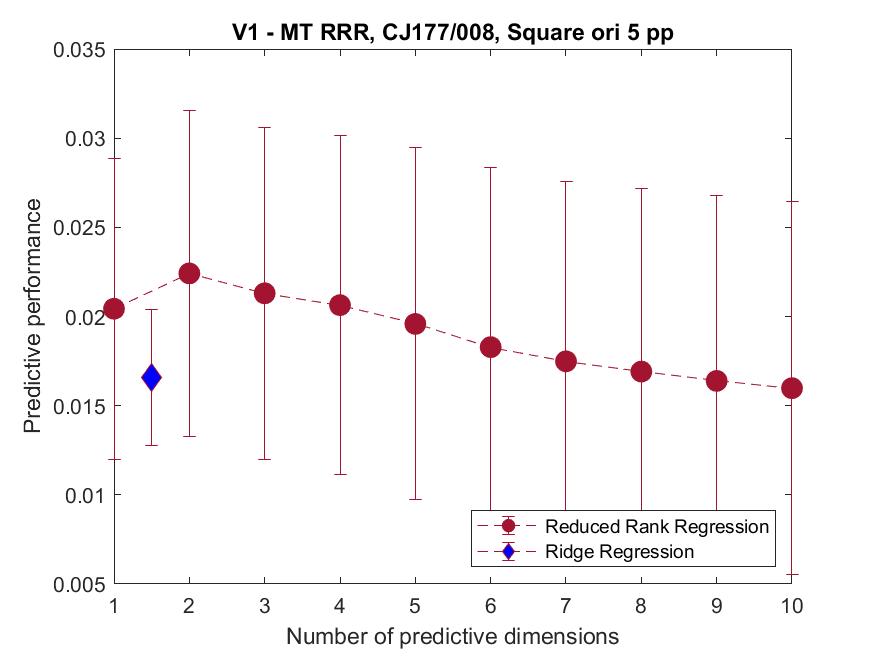 V1 - MT RRR, CJ177/008, Square ori 5 pp
0.035
0.03
0.025
0.02
0.015
0.01
0.005
Predictive performance
Reduced Rank Regression
Ridge Regression
1 2 3 4 5 6 7 8 9 10
Number of predictive dimensions